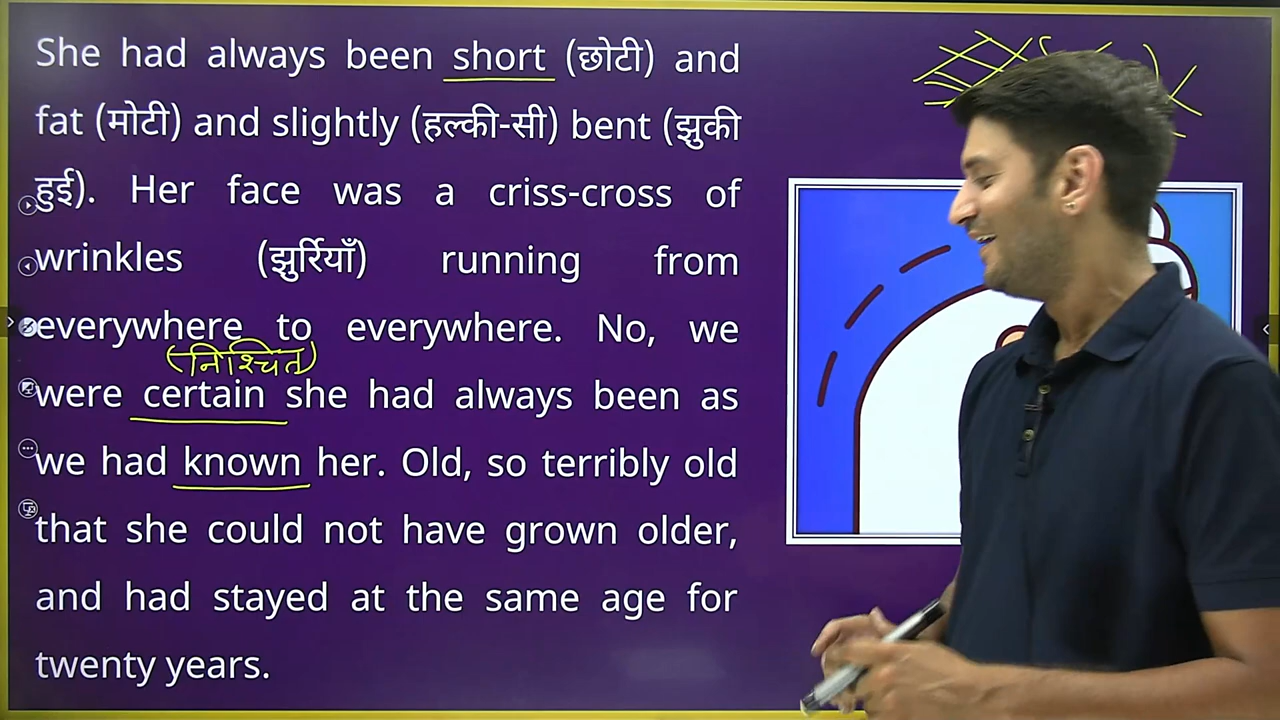 She had always been short (छोटी) and
fat (मोटी) and slightly (हल्की-सी) bent (झुकी
हुई). Her face was a criss-cross of
wrinkles (झुर्रियाँ) running from
everywhere to everywhere. No, we
(निश्चित)
were certain she had always been as
we had known her. Old, so terribly old
that she could not have grown older,
and had stayed at the same age for
twenty years.